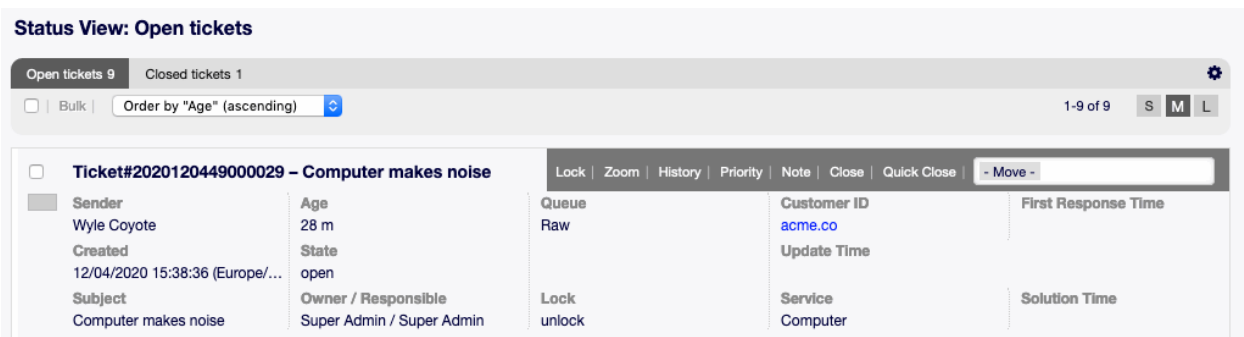 Status View: Open tickets
Open tickets 9 Closed tickets 1
| Bulk | Order by "Age" (ascending) 1-9 of 9 S M L
Ticket#2020120449000029 – Computer makes noise Lock | Zoom | History | Priority | Note | Close | Quick Close | - Move -
Sender Age Queue Customer ID First Response Time
Wyle Coyote 28 m Raw acme.co
Created State Update Time
12/04/2020 15:38:36 (Europe/... open
Subject Owner / Responsible Lock Service Solution Time
Computer makes noise Super Admin / Super Admin unlock Computer